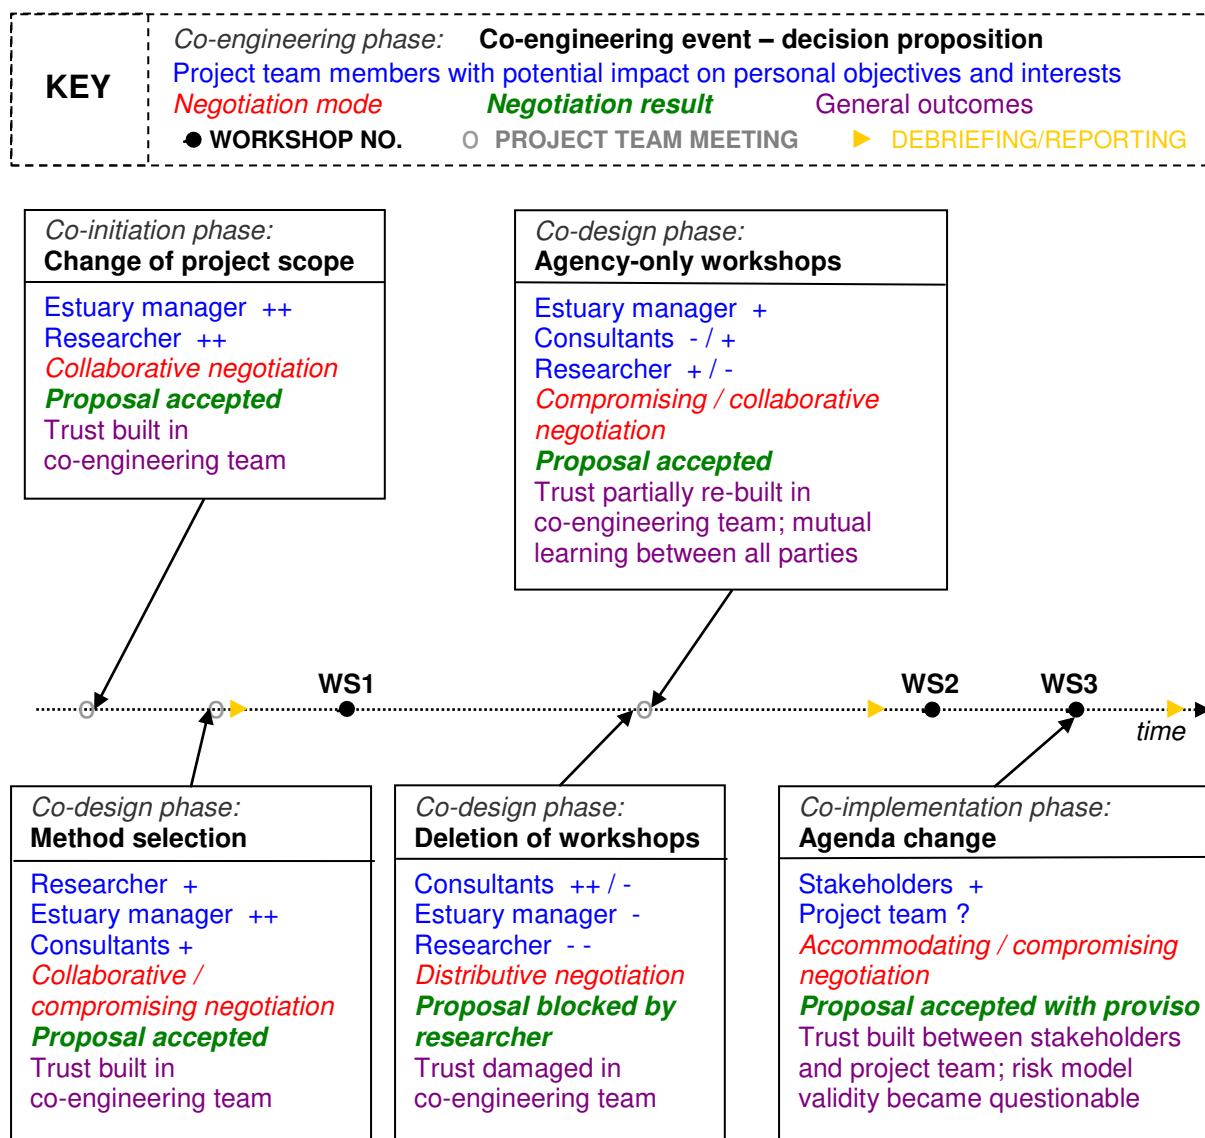 KEY
Co-engineering phase: Co-engineering event – decision proposition
Project team members with potential impact on personal objectives and interests
Negotiation mode Negotiation result General outcomes
WORKSHOP NO. PROJECT TEAM MEETING DEBRIEFING/REPORTING
Co-initiation phase:
Change of project scope
Estuary manager ++
Researcher ++
Collaborative negotiation
Proposal accepted
Trust built in
co-engineering team
Co-design phase:
Agency-only workshops
Estuary manager +
Consultants - / +
Researcher + / -
Compromising / collaborative
negotiation
Proposal accepted
Trust partially re-built in
co-engineering team; mutual
learning between all parties
WS1
WS2
WS3
time
Co-design phase:
Method selection
Researcher +
Estuary manager ++
Consultants +
Collaborative /
compromising negotiation
Proposal accepted
Trust built in
co-engineering team
Co-design phase:
Deletion of workshops
Consultants ++ / -
Estuary manager -
Researcher - -
Distributive negotiation
Proposal blocked by
researcher
Trust damaged in
co-engineering team
Co-implementation phase:
Agenda change
Stakeholders +
Project team ?
Accommodating / compromising
negotiation
Proposal accepted with proviso
Trust built between stakeholders
and project team; risk model
validity became questionable